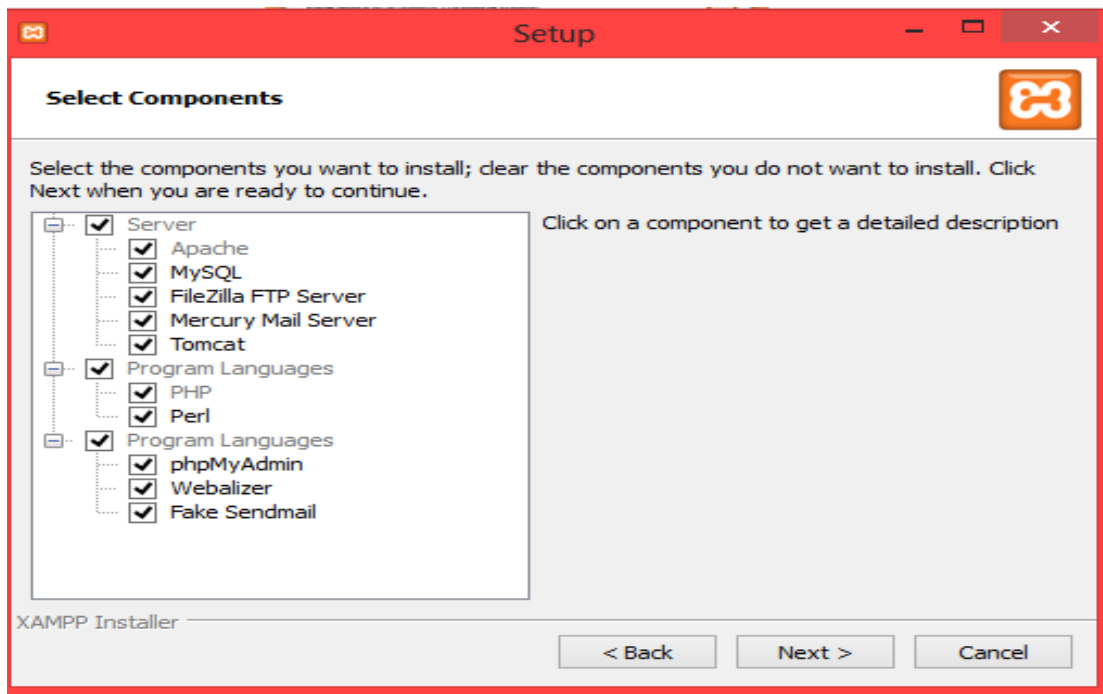 Setup
Select Components
Select the components you want to install; clear the components you do not want to install. Click
Next when you are ready to continue.
Server
Apache
MySQL
FileZilla FTP Server
Mercury Mail Server
Tomcat
Program Languages
PHP
Perl
Program Languages
phpMyAdmin
Webalizer
Fake Sendmail
Click on a component to get a detailed description
XAMPP Installer
< Back
Next >
Cancel